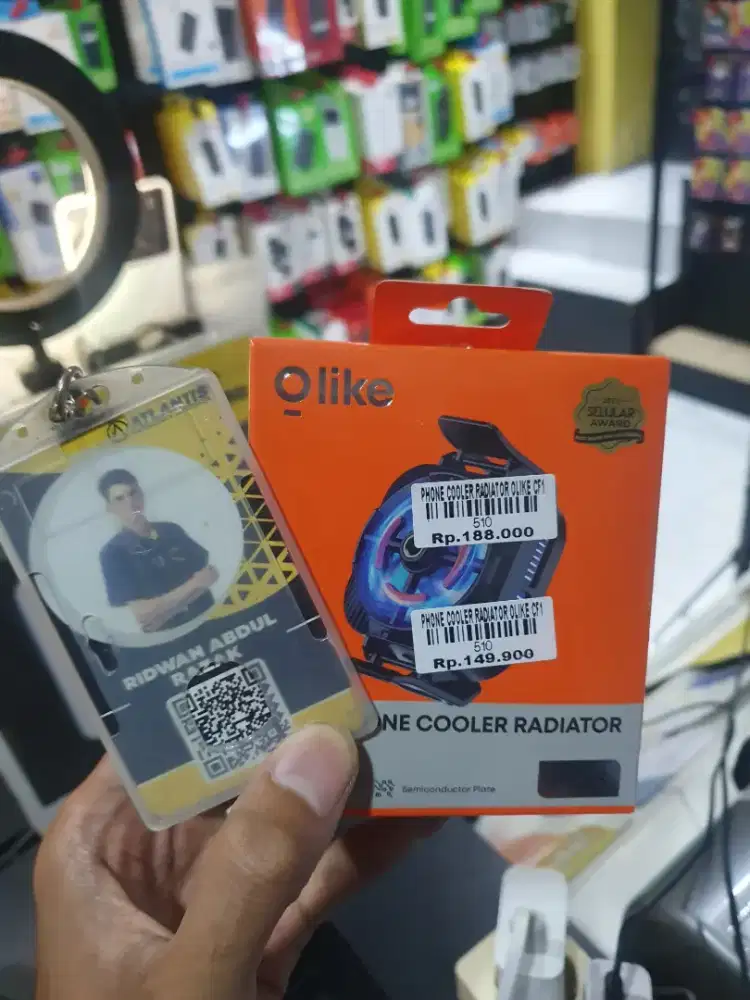 ATLANTIS
RIDWAN ABDUL
RAZAK
Olike
SELULAR
AWARD
PHONE COOLER RADIATOR OLIKE CF1
510
Rp.188.000
PHONE COOLER RADIATOR OLIKE CF1
510
Rp.149.900
NE COOLER RADIATOR
Semiconductor Plate